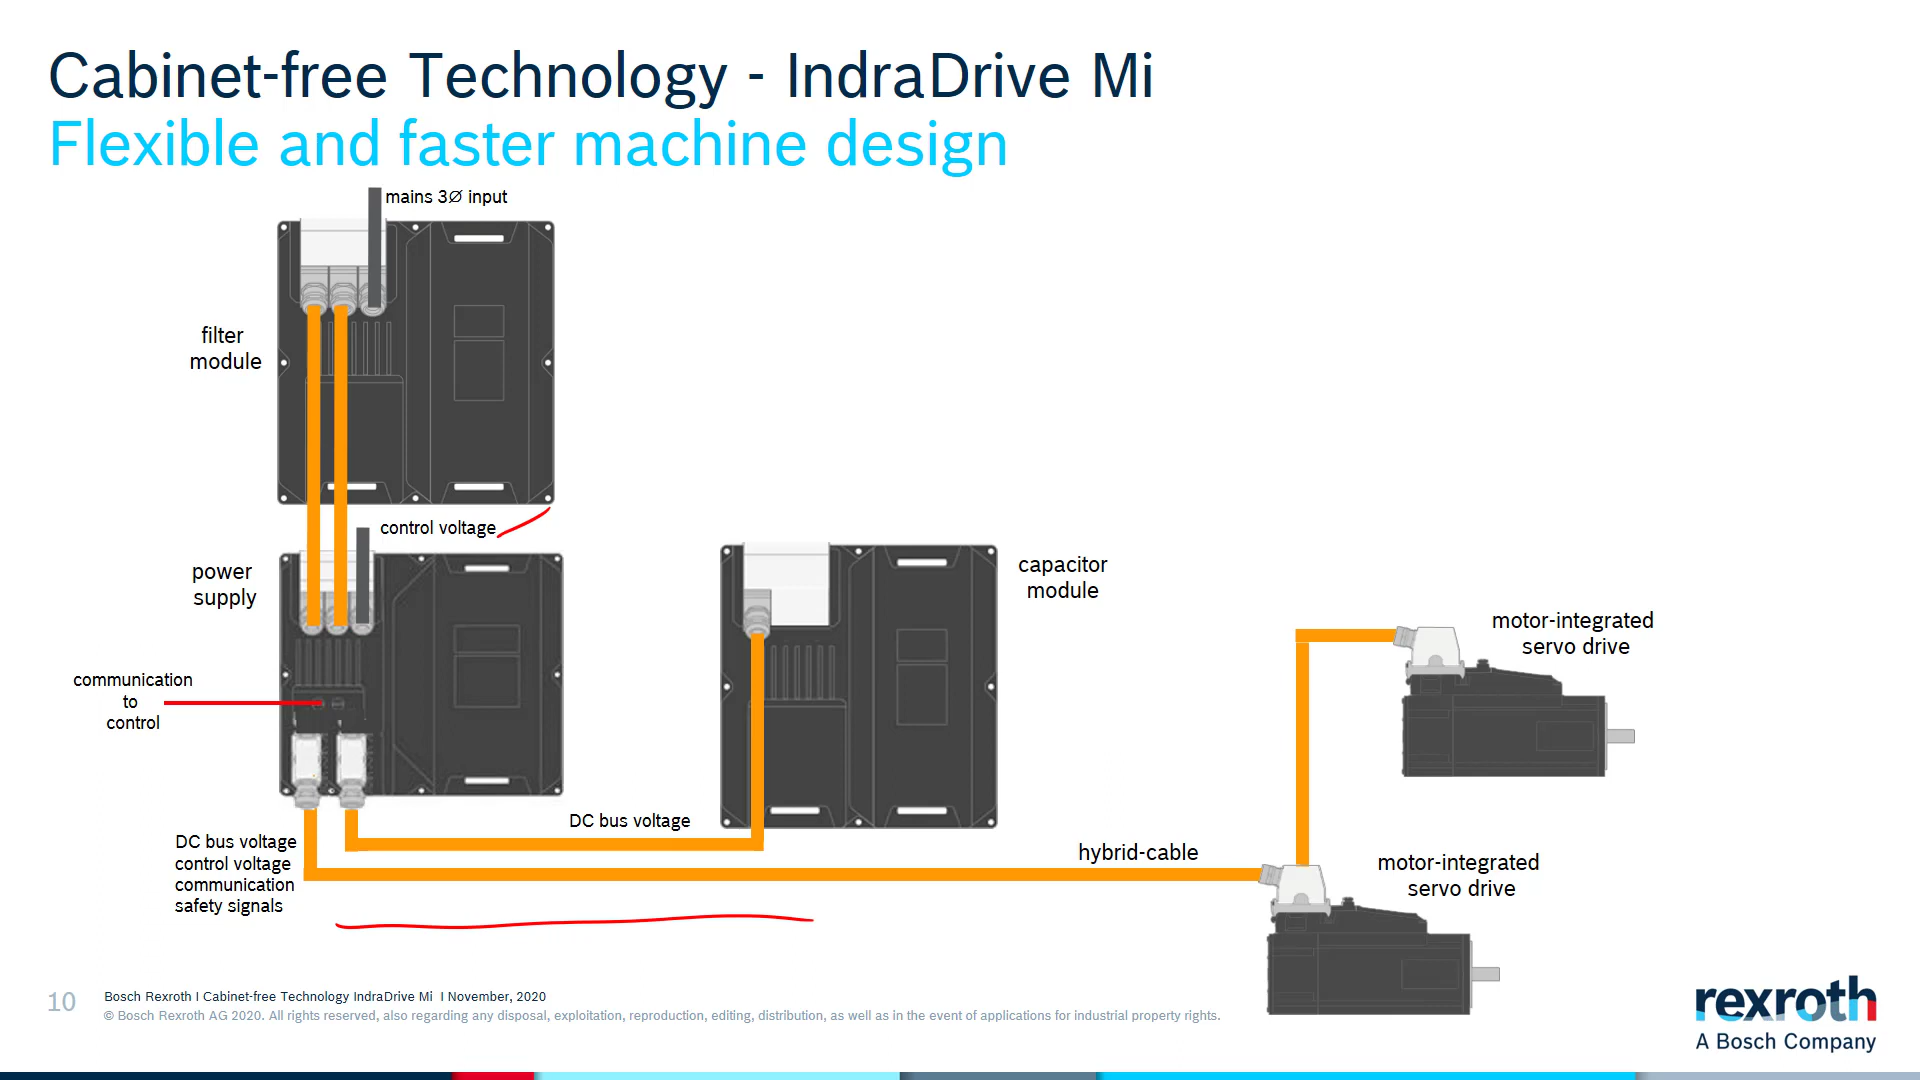 Cabinet-free Technology - IndraDrive Mi
Flexible and faster machine design
mains 3Ø input
filter
module
control voltage
power
supply
capacitor
module
motor-integrated
servo drive
communication
to
control
DC bus voltage
DC bus voltage
control voltage
communication
safety signals
hybrid-cable
motor-integrated
servo drive
10
Bosch Rexroth I Cabinet-free Technology IndraDrive Mi I November, 2020
© Bosch Rexroth AG 2020. All rights reserved, also regarding any disposal, exploitation, reproduction, editing, distribution, as well as in the event of applications for industrial property rights.
rexroth
A Bosch Company